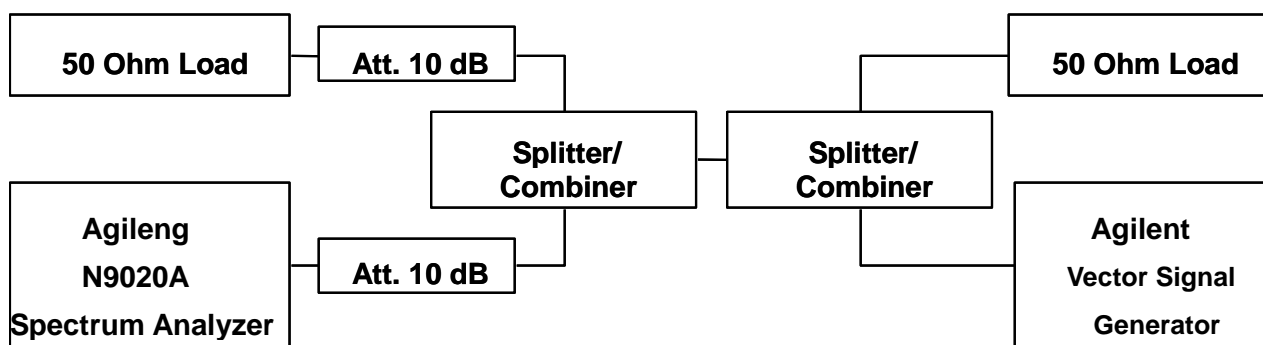 50 Ohm Load
Att. 10 dB
50 Ohm Load
Splitter/
Combiner
Splitter/
Combiner
Agileng
N9020A
Spectrum Analyzer
Att. 10 dB
Agilent
Vector Signal
Generator